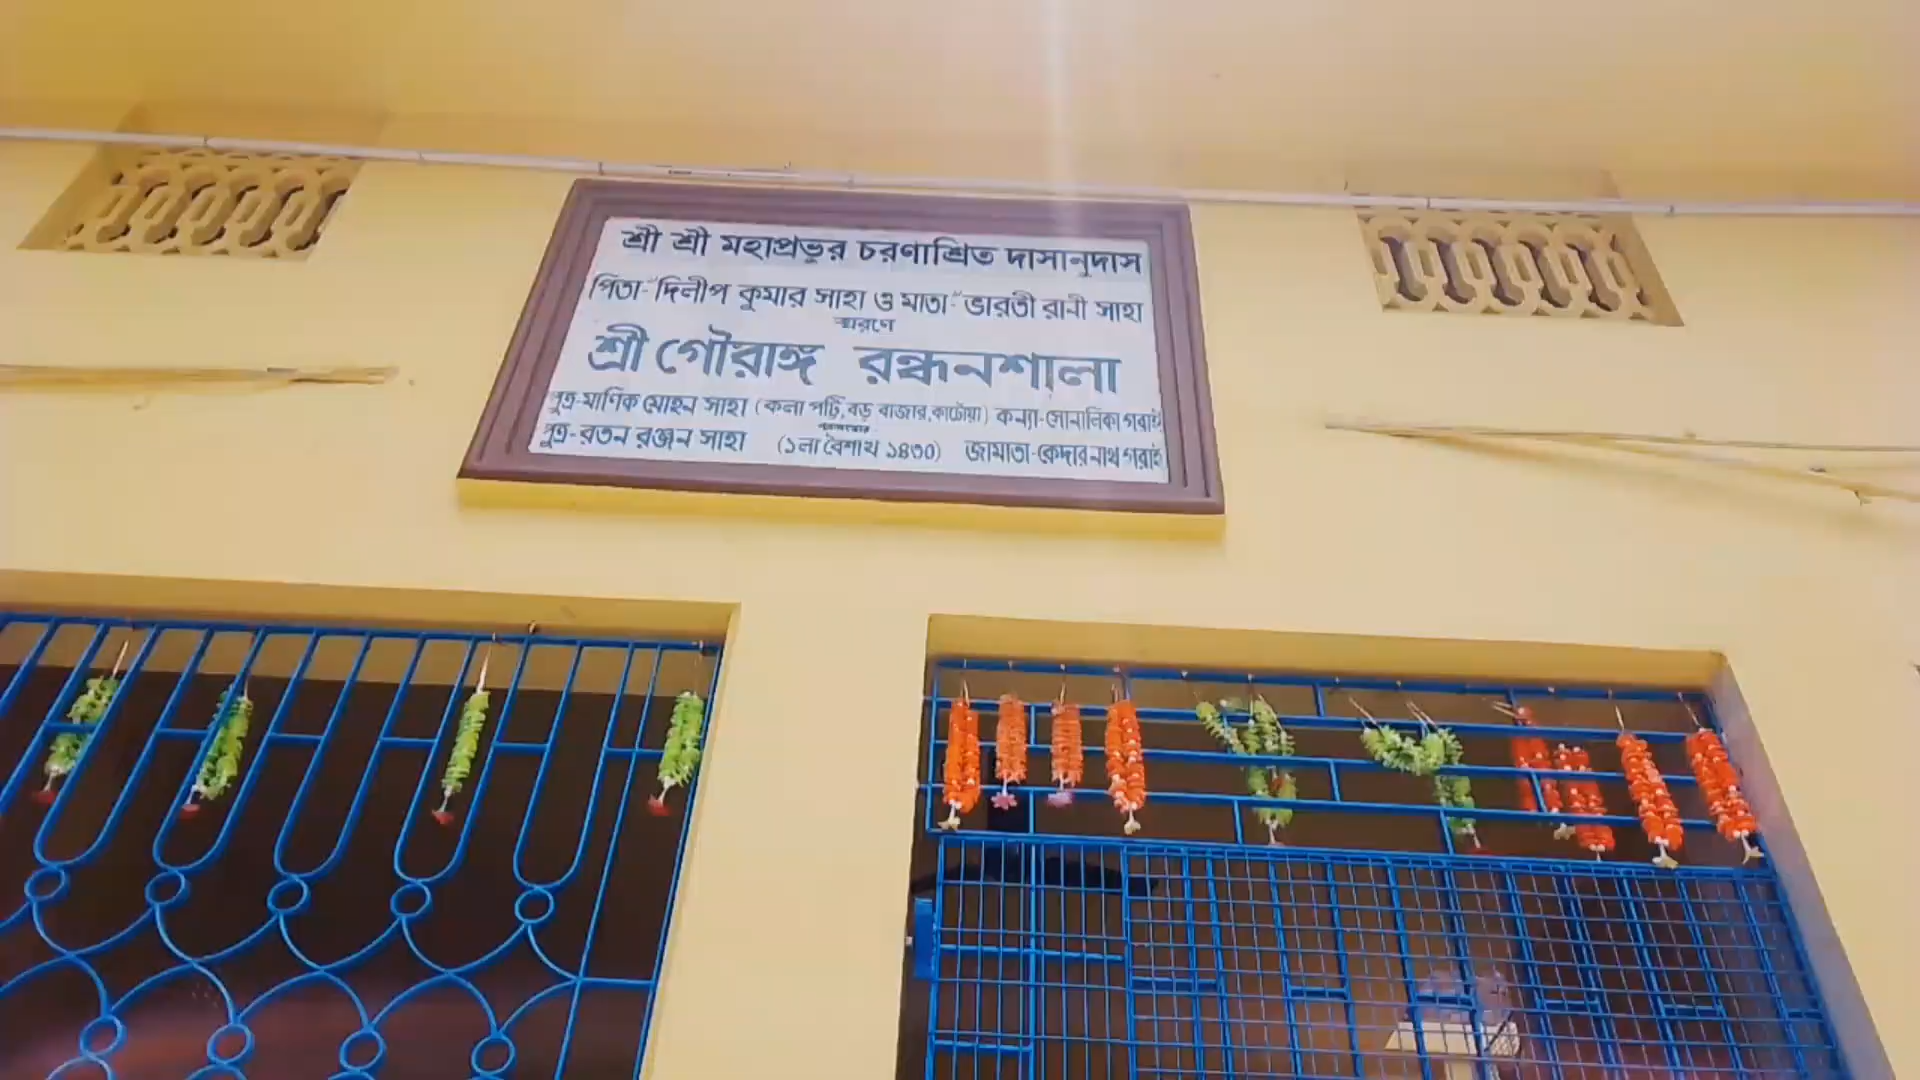 শ্রী শ্রী মহাপ্রভুর চরণাশ্রিত দাসানুদাস
পিতা-দিলীপ কুমার সাহা ও মাতা-ভারতী রানী সাহা
স্মরণে
শ্রী গৌরাঙ্গ রন্ধনশালা
পুত্র-মাণিক মোহন সাহা (কলা পট্টি,বড় বাজার,কাটোয়া) কন্যা-সোনালিকা গরাই
পুত্র-রতন রঞ্জন সাহা (১লা বৈশাখ ১৪৩০) জামাতা-কেদার নাথ গরাই